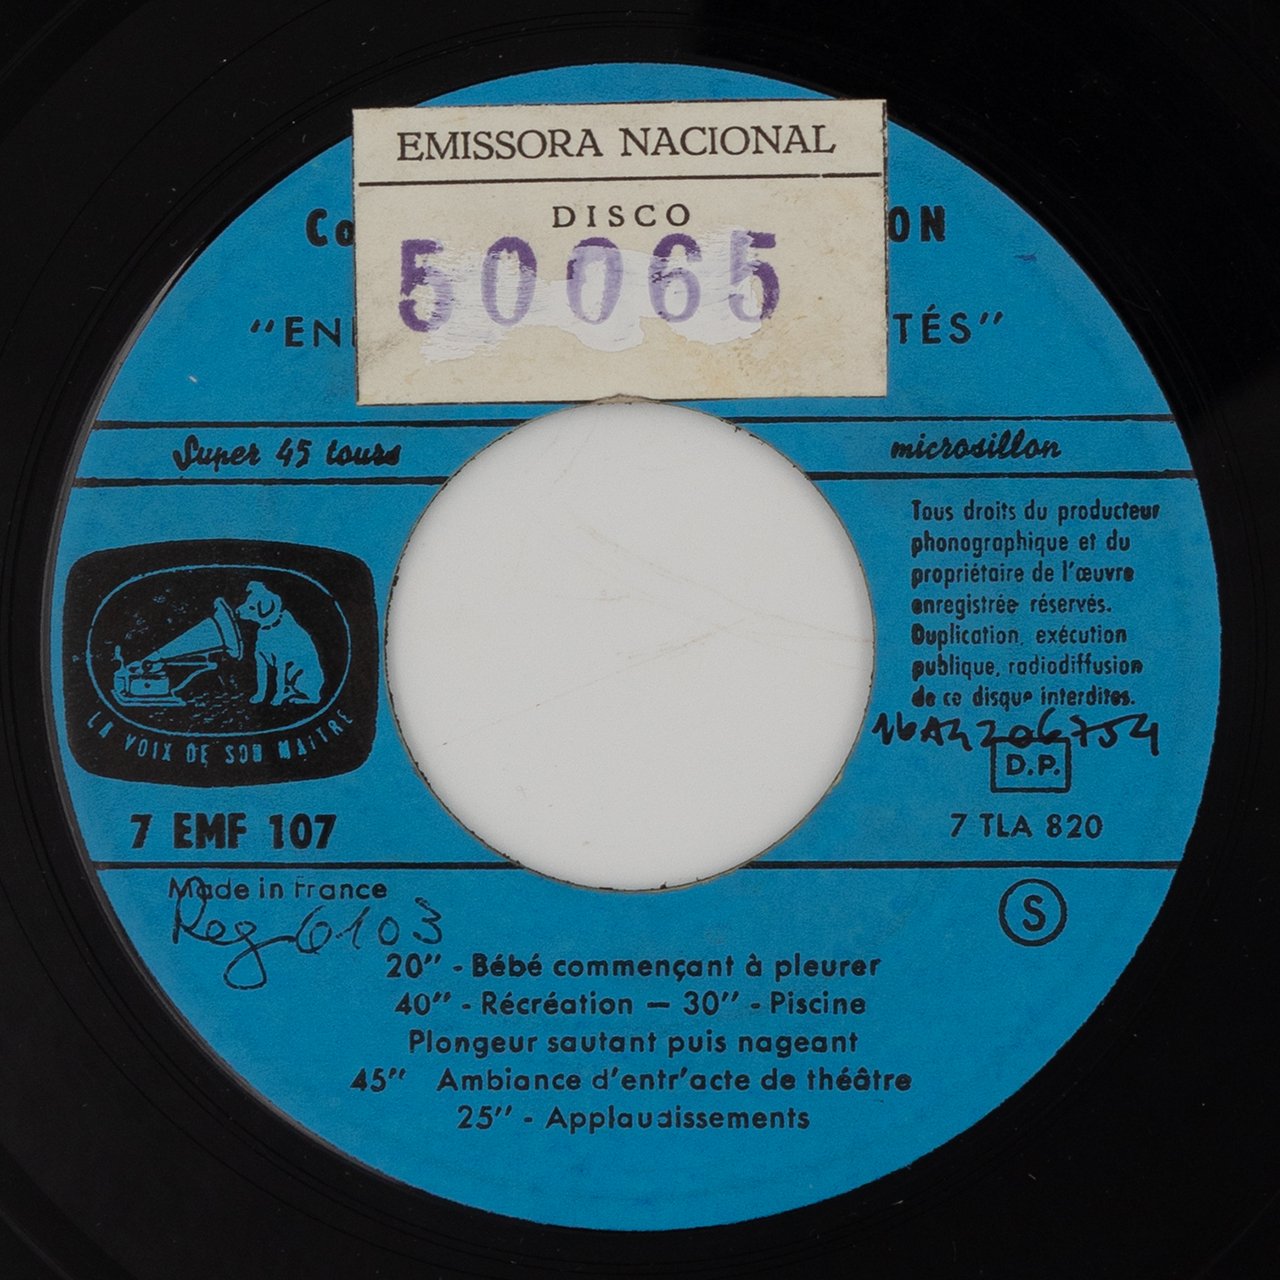 EMISSORA NACIONAL
DISCO
50065
Co ON
"EN TÉS"
Super 45 tours
microsillon
Tous droits du producteur
phonographique et du
propriétaire de l'œuvre
enregistrée réservés.
Duplication, exécution
publique, radiodiffusion
de ce disque interdites.
D.P.
LA VOIX DE SON MAITRE
7 EMF 107
7 TLA 820
Made in France
Reg 6103
S
20" - Bébé commençant à pleurer
40" - Récréation — 30" - Piscine
Plongeur sautant puis nageant
45" Ambiance d'entr'acte de théâtre
25" - Applaudissements